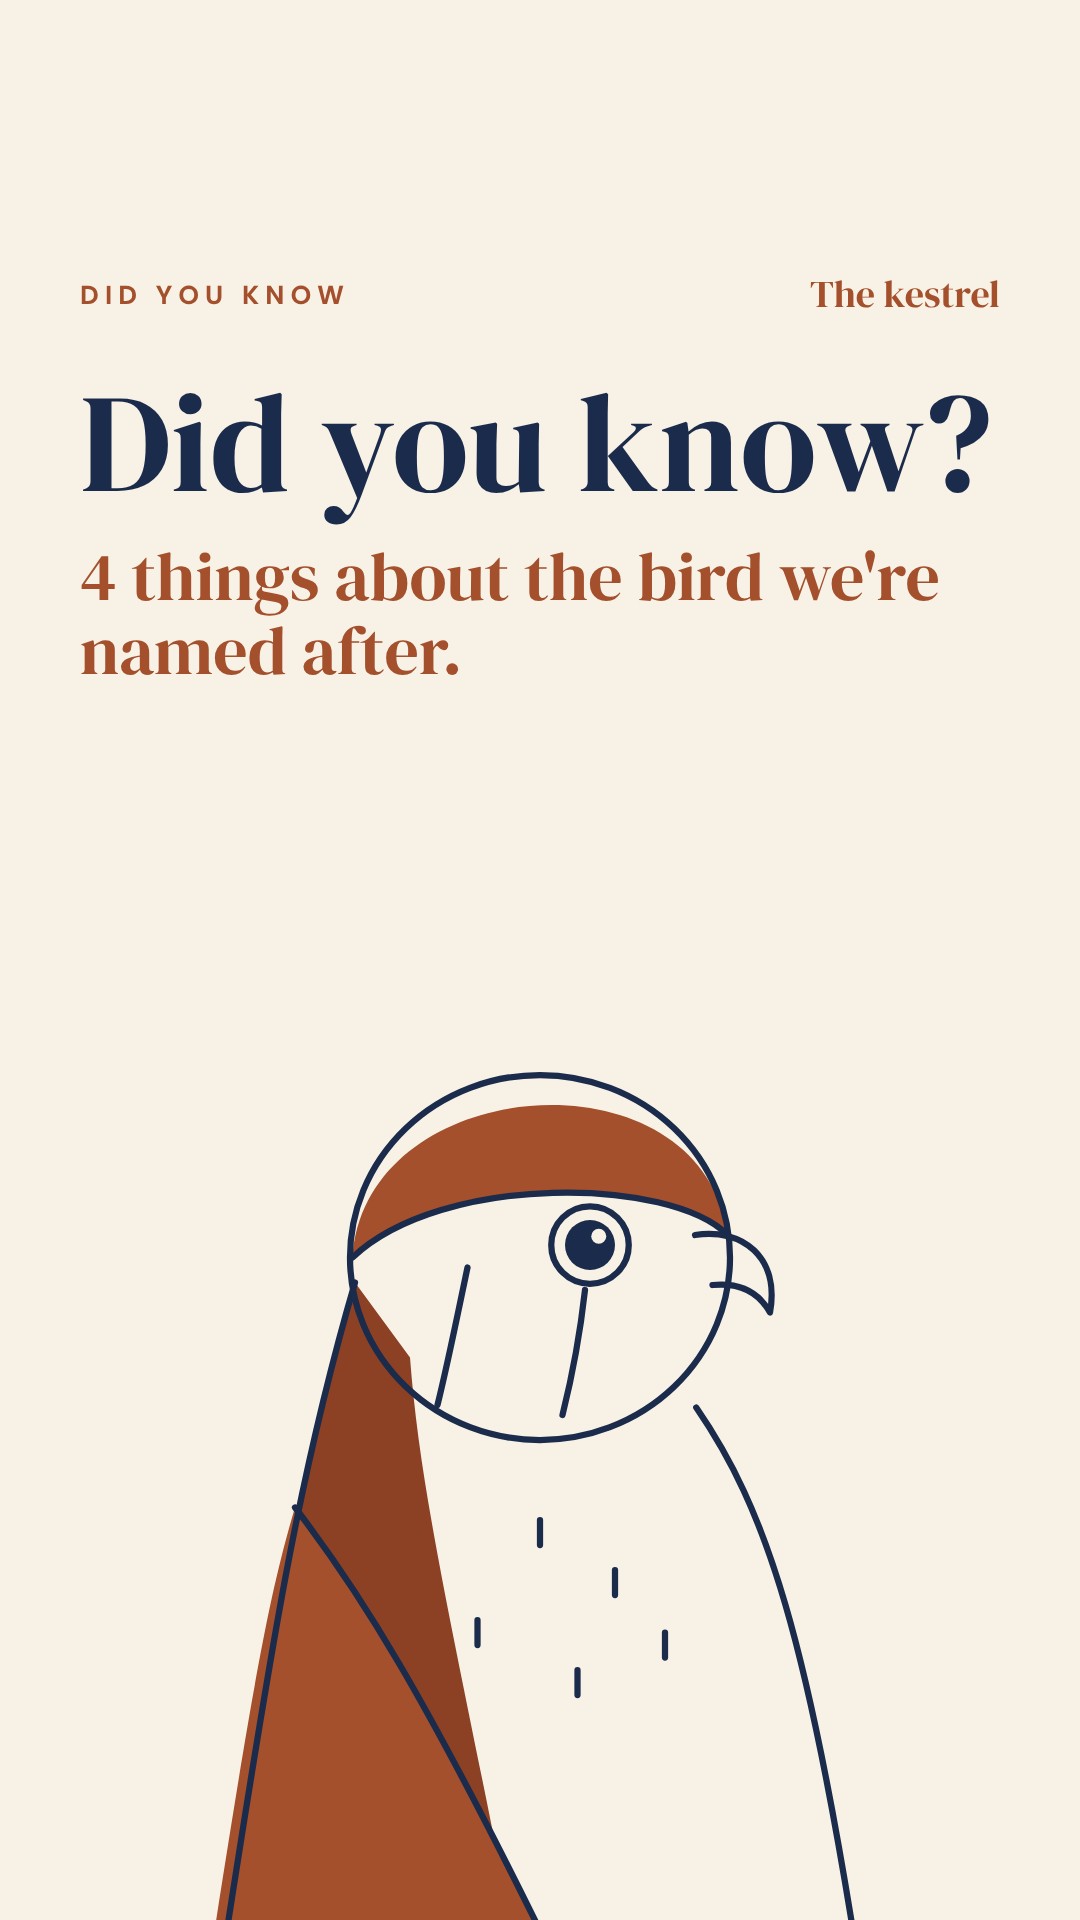 DID YOU KNOW
The kestrel
Did you know?
4 things about the bird we're
named after.